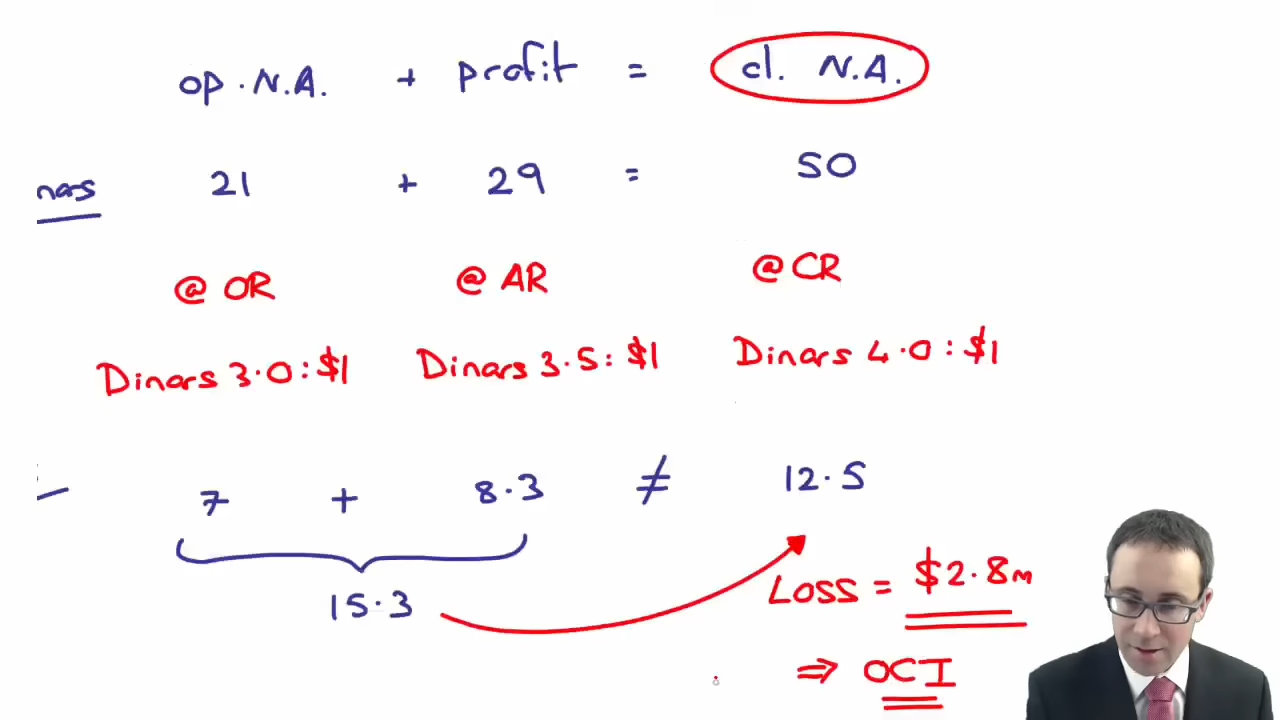 op. N.A. + profit = cl. N.A.
nars 21 + 29 = 50
@ OR @ AR @ CR
Dinars 3.0:$1 Dinars 3.5:$1 Dinars 4.0:$1
7 + 8.3 ≠ 12.5
15.3
Loss = $2.8m
⇒ OCI